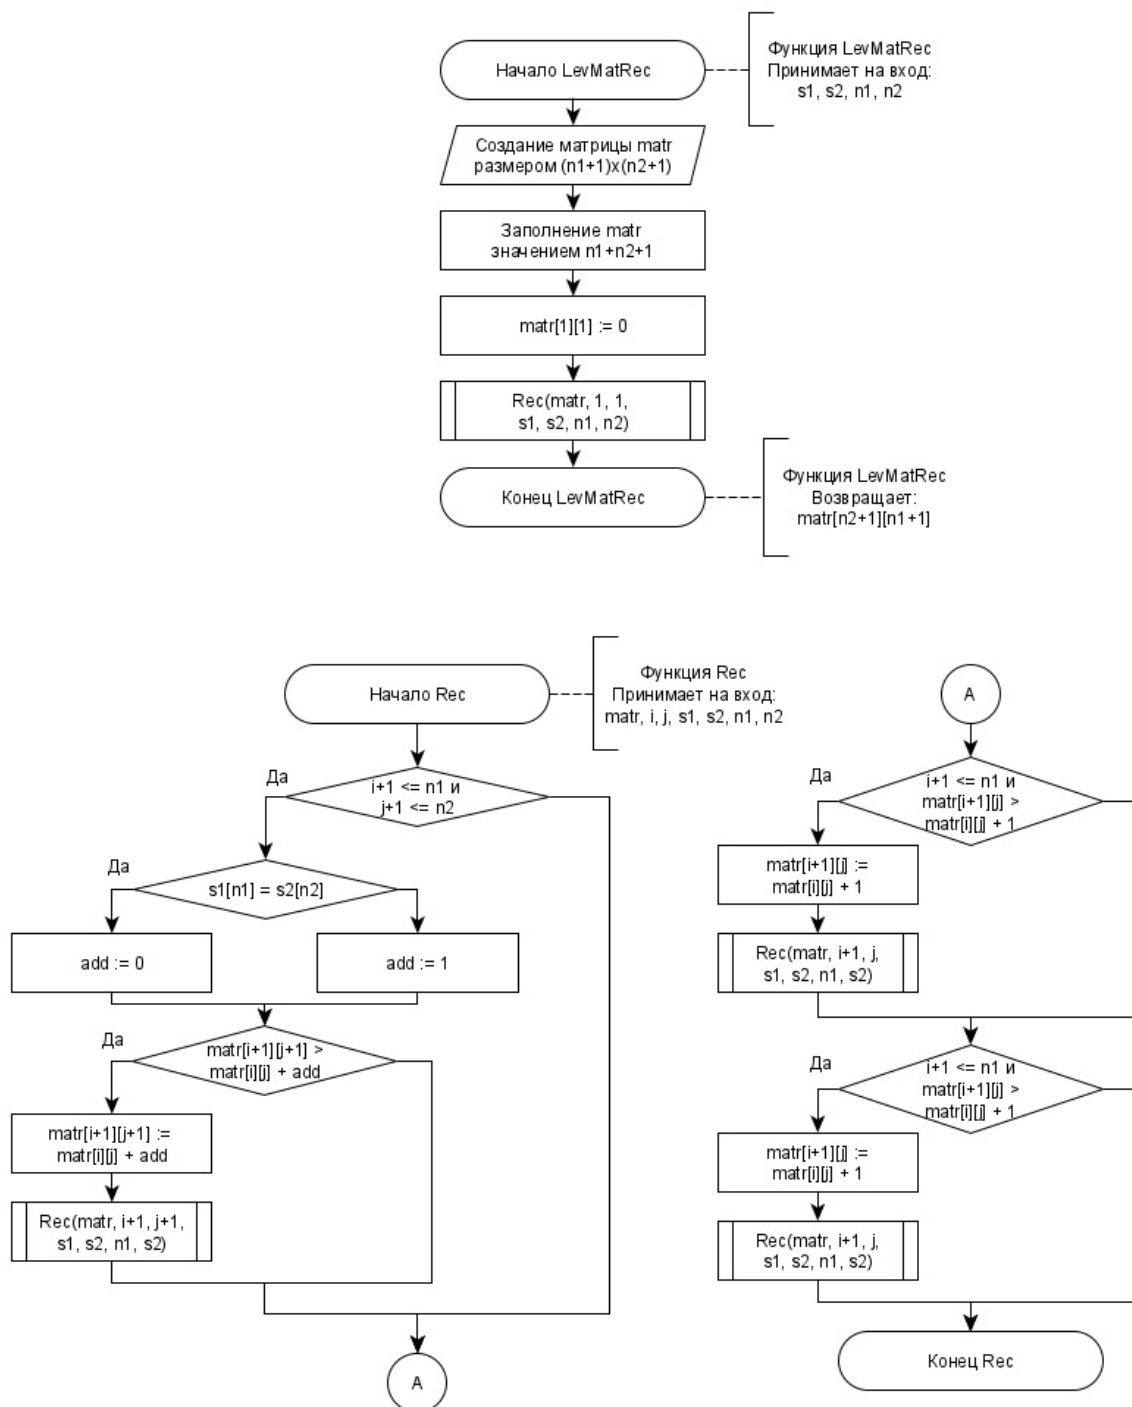 Начало LevMatRec
Функция LevMatRec
Принимает на вход:
s1, s2, n1, n2
Создание матрицы matr
размером (n1+1)x(n2+1)
Заполнение matr
значением n1+n2+1
matr[1][1] := 0
Rec(matr, 1, 1,
s1, s2, n1, n2)
Конец LevMatRec
Функция LevMatRec
Возвращает:
matr[n2+1][n1+1]
Начало Rec
Функция Rec
Принимает на вход:
matr, i, j, s1, s2, n1, n2
Да
i+1 <= n1 и
j+1 <= n2
Да
s1[n1] = s2[n2]
add := 0
add := 1
Да
matr[i+1][j+1] >
matr[i][j] + add
matr[i+1][j+1] :=
matr[i][j] + add
Rec(matr, i+1, j+1,
s1, s2, n1, s2)
A
A
Да
i+1 <= n1 и
matr[i+1][j] >
matr[i][j] + 1
matr[i+1][j] :=
matr[i][j] + 1
Rec(matr, i+1, j,
s1, s2, n1, s2)
Да
i+1 <= n1 и
matr[i+1][j] >
matr[i][j] + 1
matr[i+1][j] :=
matr[i][j] + 1
Rec(matr, i+1, j,
s1, s2, n1, s2)
Конец Rec